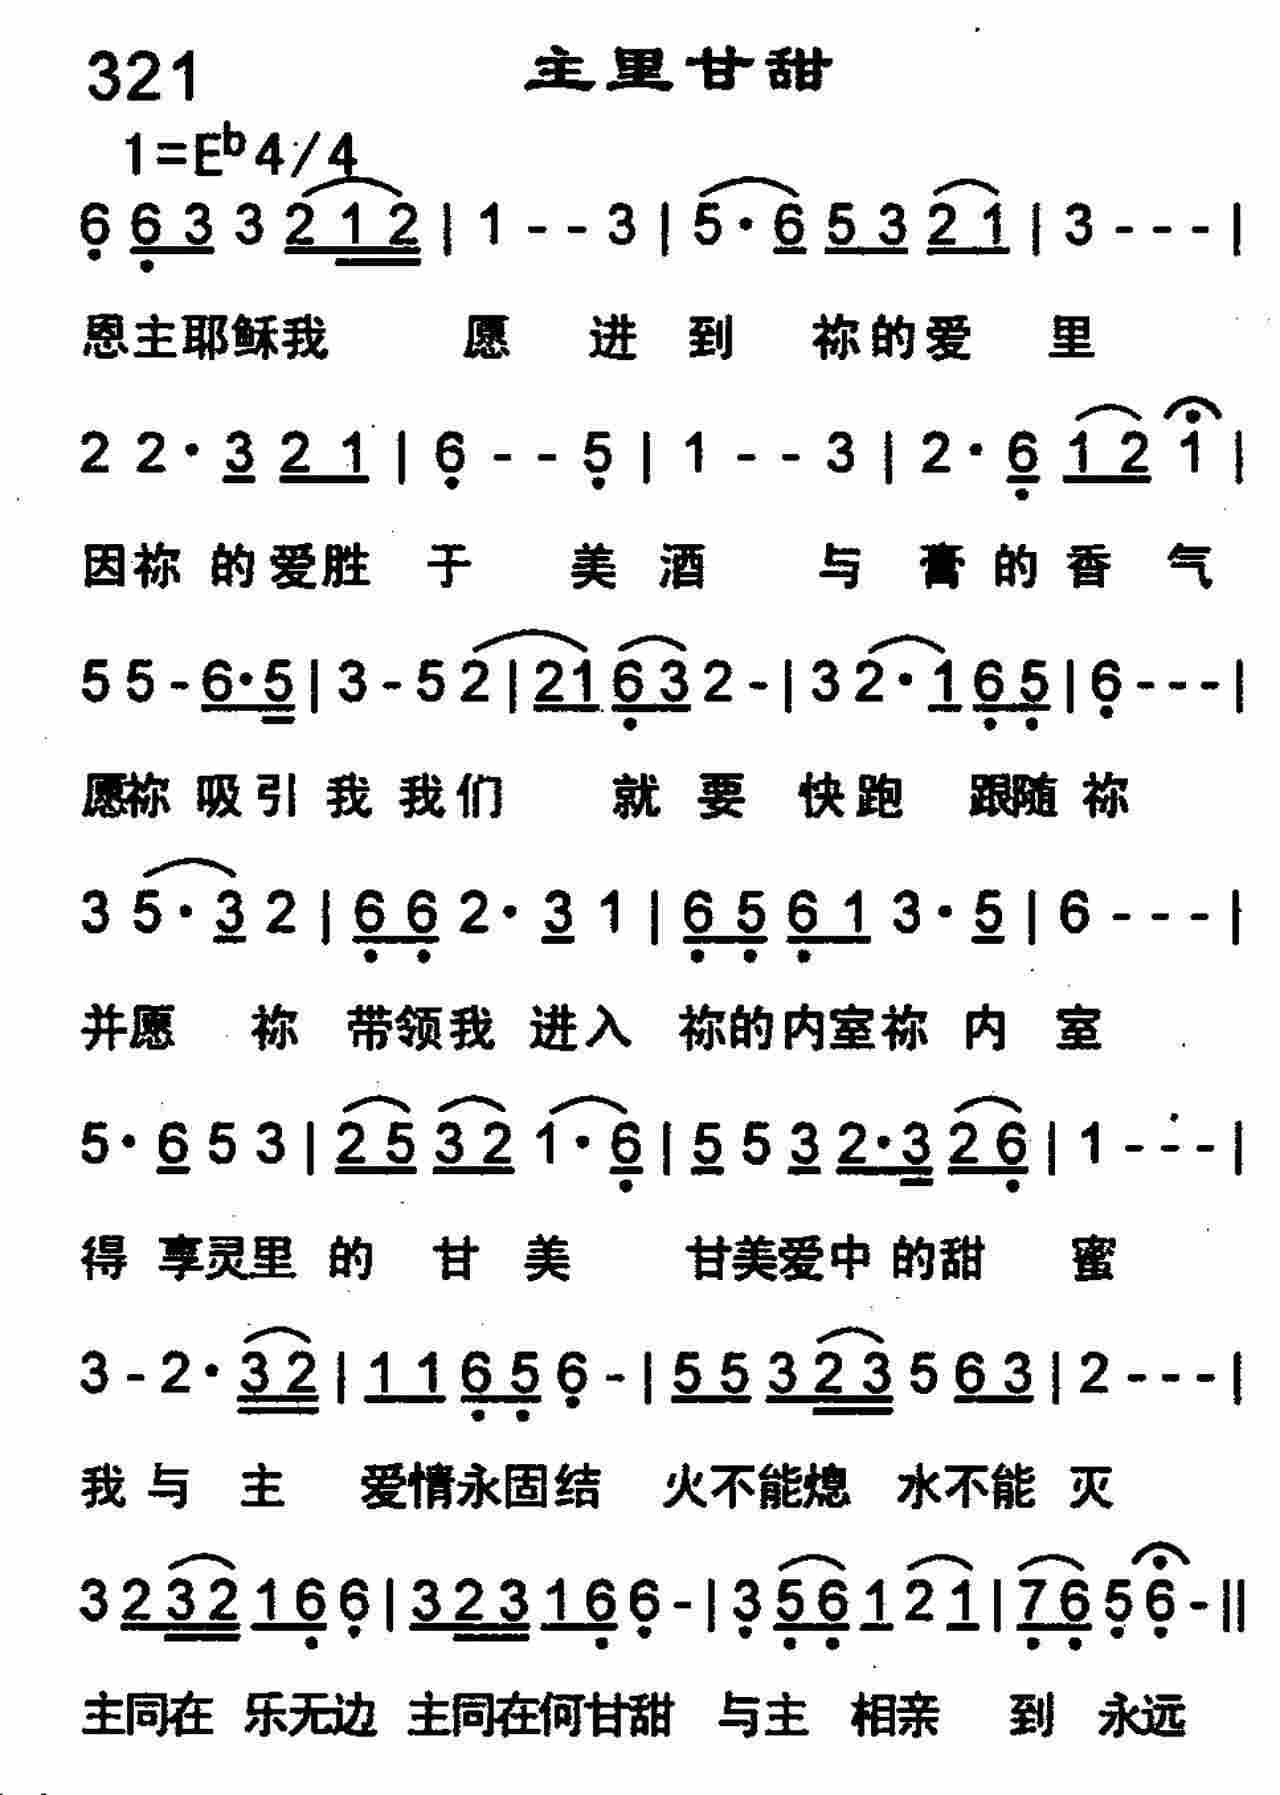 321 主里甘甜
1=E♭4/4
6̣ 6̣ 3 3 2 1 2 | 1 - - 3 | 5 · 6 5 3 2 1 | 3 - - - |
恩主耶稣我 愿 进 到 祢的爱 里
2 2 · 3 2 1 | 6̣ - - 5̣ | 1 - - 3 | 2 · 6̣ 1 2 1 |
因祢 的爱胜 于 美 酒 与 膏 的 香 气
5 5 - 6 · 5 | 3 - 5 2 | 2 1 6̣ 3 2 - | 3 2 · 1 6̣ 5̣ | 6̣ - - - |
愿祢 吸引 我 我们 就 要 快跑 跟随 祢
3 5 · 3 2 | 6̣ 6̣ 2 · 3 1 | 6̣ 5̣ 6̣ 1 3 · 5 | 6 - - - |
并愿 祢 带领我 进入 祢的内室祢 内 室
5 · 6 5 3 | 2 5 3 2 1 · 6̣ | 5 5 3 2 · 3 2 6̣ | 1 - - - |
得 享灵里 的 甘 美 甘美爱中 的甜 蜜
3 - 2 · 3 2 | 1 1 6̣ 5̣ 6̣ - | 5 5 3 2 3 5 6 3 | 2 - - - |
我 与 主 爱情永固结 火不能熄 水不能 灭
3 2 3 2 1 6̣ 6̣ | 3 2 3 1 6̣ 6̣ - | 3̣ 5̣ 6̣ 1 2 1 | 7̣ 6̣ 5̣ 6̣ - ‖
主同在 乐无边 主同在何甘甜 与主 相亲 到 永远